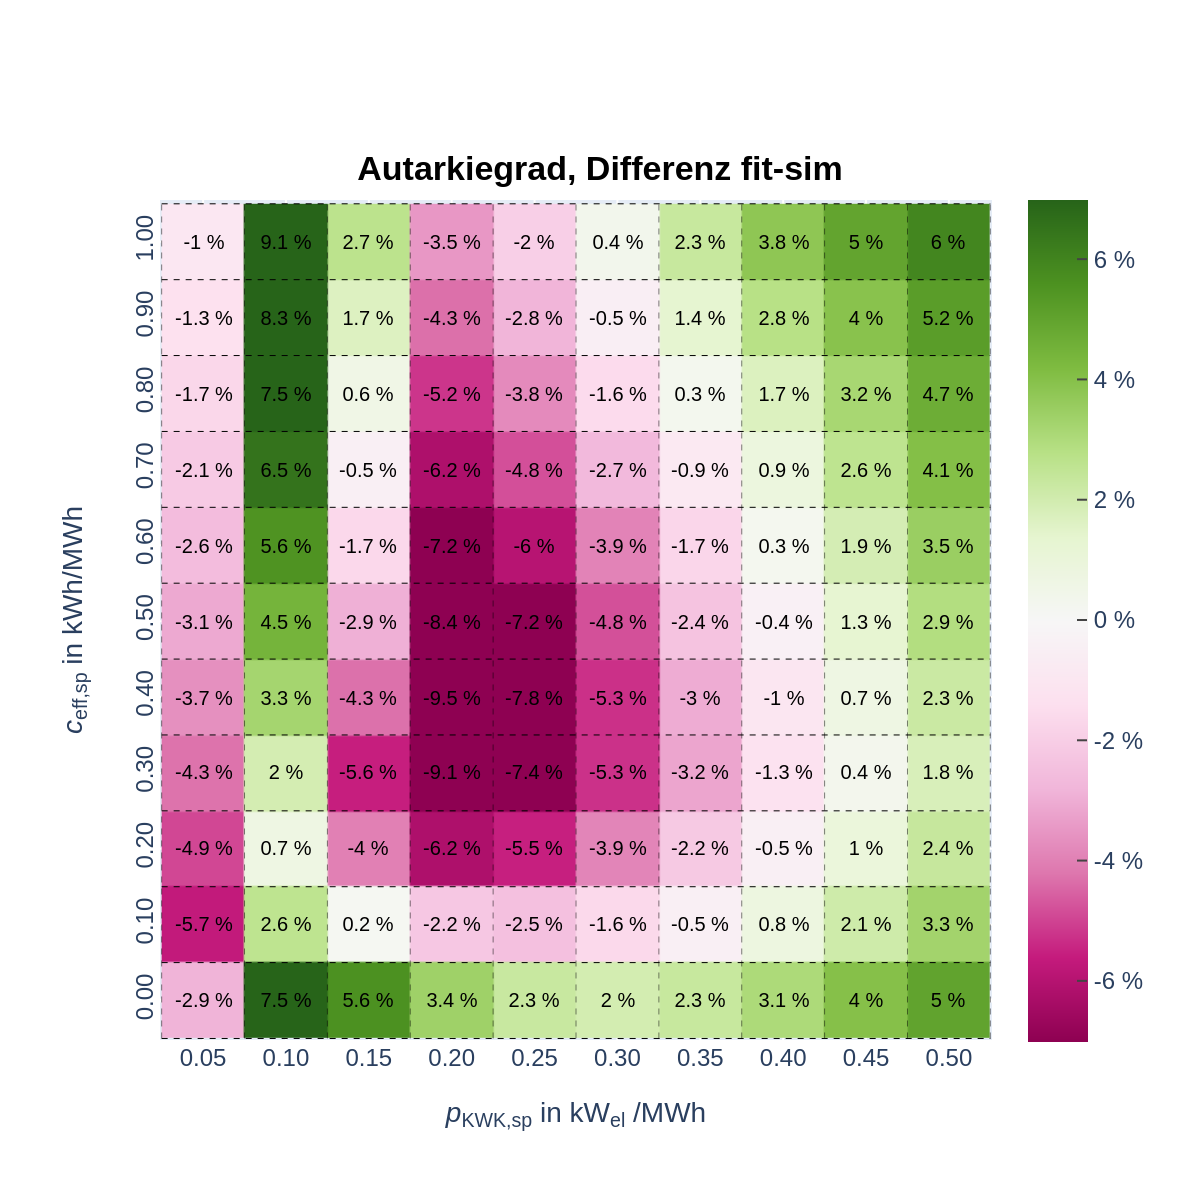 Autarkiegrad, Differenz fit-sim
1.00 -1 % 9.1 % 2.7 % -3.5 % -2 % 0.4 % 2.3 % 3.8 % 5 % 6 %
0.90 -1.3 % 8.3 % 1.7 % -4.3 % -2.8 % -0.5 % 1.4 % 2.8 % 4 % 5.2 %
0.80 -1.7 % 7.5 % 0.6 % -5.2 % -3.8 % -1.6 % 0.3 % 1.7 % 3.2 % 4.7 %
0.70 -2.1 % 6.5 % -0.5 % -6.2 % -4.8 % -2.7 % -0.9 % 0.9 % 2.6 % 4.1 %
0.60 -2.6 % 5.6 % -1.7 % -7.2 % -6 % -3.9 % -1.7 % 0.3 % 1.9 % 3.5 %
0.50 -3.1 % 4.5 % -2.9 % -8.4 % -7.2 % -4.8 % -2.4 % -0.4 % 1.3 % 2.9 %
0.40 -3.7 % 3.3 % -4.3 % -9.5 % -7.8 % -5.3 % -3 % -1 % 0.7 % 2.3 %
0.30 -4.3 % 2 % -5.6 % -9.1 % -7.4 % -5.3 % -3.2 % -1.3 % 0.4 % 1.8 %
0.20 -4.9 % 0.7 % -4 % -6.2 % -5.5 % -3.9 % -2.2 % -0.5 % 1 % 2.4 %
0.10 -5.7 % 2.6 % 0.2 % -2.2 % -2.5 % -1.6 % -0.5 % 0.8 % 2.1 % 3.3 %
0.00 -2.9 % 7.5 % 5.6 % 3.4 % 2.3 % 2 % 2.3 % 3.1 % 4 % 5 %
0.05 0.10 0.15 0.20 0.25 0.30 0.35 0.40 0.45 0.50
pKWK,sp in kWel /MWh
ceff,sp in kWh/MWh
6 %
4 %
2 %
0 %
-2 %
-4 %
-6 %